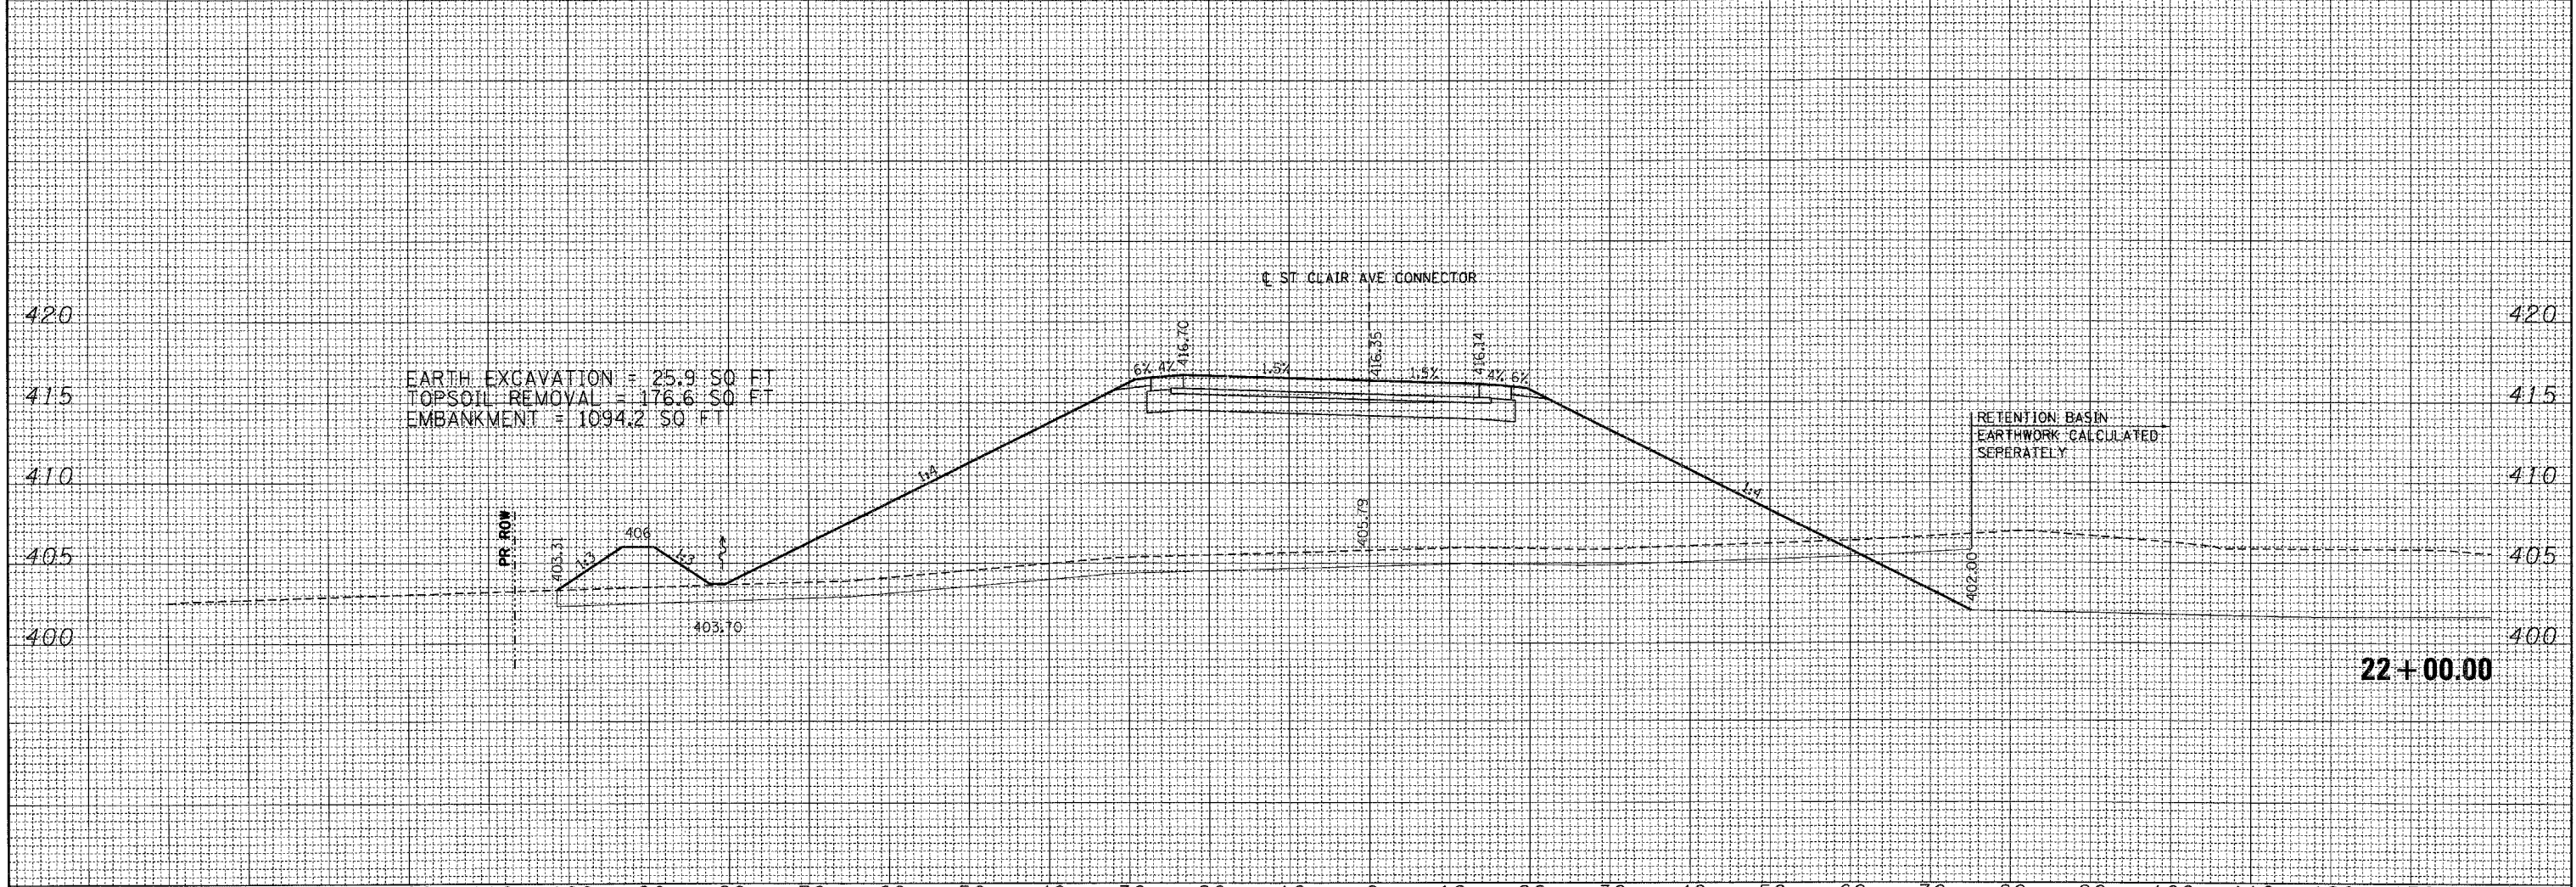 ℄ ST CLAIR AVE CONNECTOR
420
420
416.70
416.35
416.14
6% 4% 1.5% 1.5% 4% 6%
EARTH EXCAVATION = 25.9 SQ FT
TOPSOIL REMOVAL = 176.6 SQ FT
EMBANKMENT = 1094.2 SQ FT
415
415
RETENTION BASIN
EARTHWORK CALCULATED
SEPERATELY
410
410
1:4
1:4
PR ROW
403.31
1:3
406
1:3
405.79
402.00
405
405
403.70
400
400
22+00.00